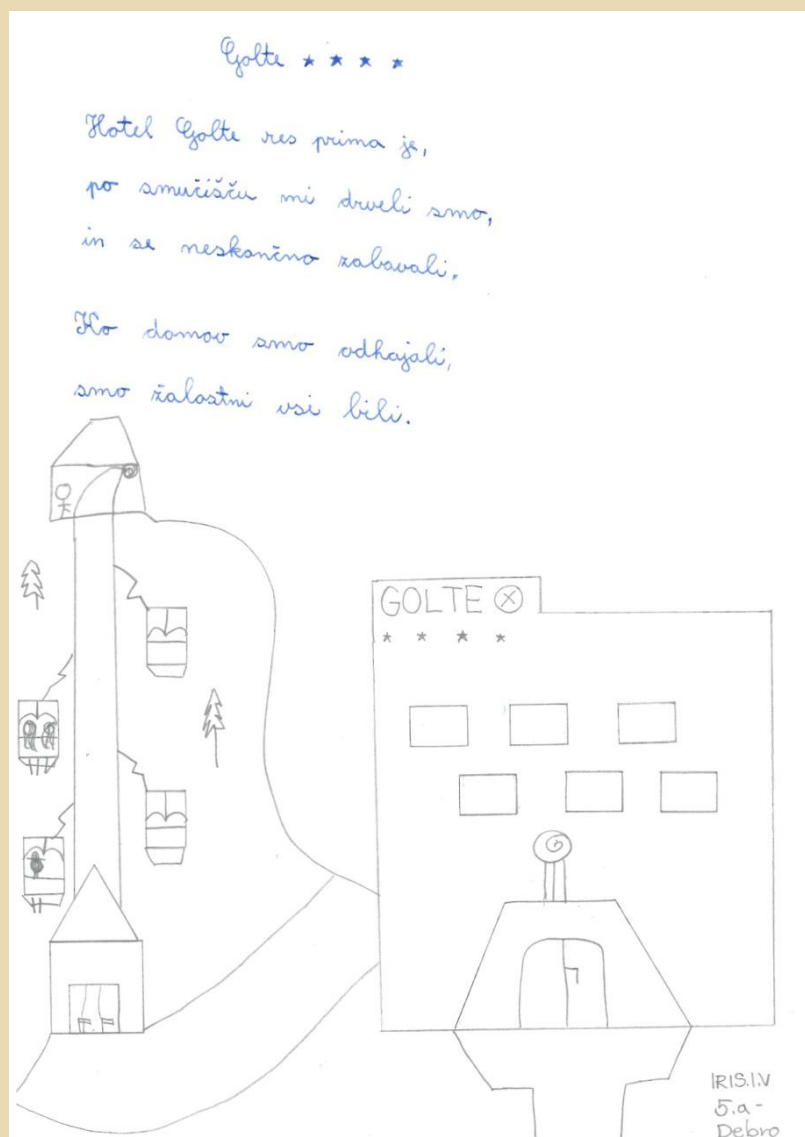 Golte ★ ★ ★ ★
Hotel Golte res prima je,
po smučišču mi drveli smo,
in se neskončno zabavali.
Ko domov smo odhajali,
smo žalostni vsi bili.
GOLTE
★ ★ ★ ★
IRIS.I.V
5.a-
Debro